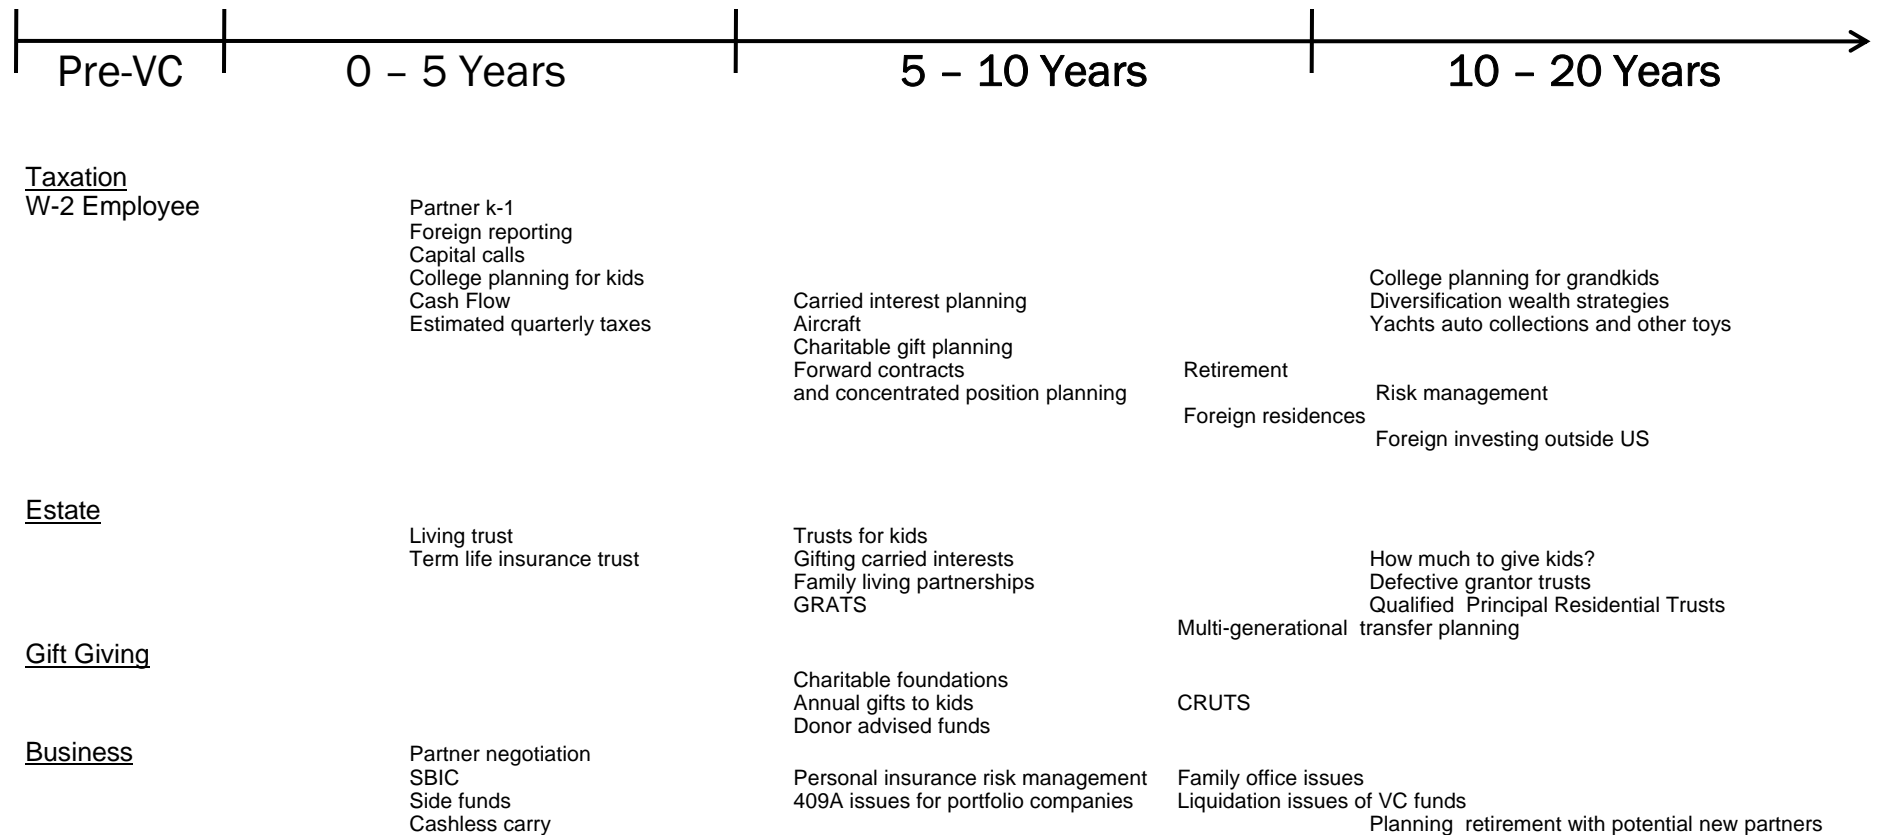 Pre-VC
0 – 5 Years
5 – 10 Years
10 – 20 Years
Taxation
W-2 Employee
Partner k-1
Foreign reporting
Capital calls
College planning for kids
Cash Flow
Estimated quarterly taxes
Carried interest planning
Aircraft
Charitable gift planning
Forward contracts
and concentrated position planning
Retirement
Foreign residences
College planning for grandkids
Diversification wealth strategies
Yachts auto collections and other toys
Risk management
Foreign investing outside US
Estate
Living trust
Term life insurance trust
Trusts for kids
Gifting carried interests
Family living partnerships
GRATS
How much to give kids?
Defective grantor trusts
Qualified  Principal Residential Trusts
Multi-generational  transfer planning
Gift Giving
Charitable foundations
Annual gifts to kids
Donor advised funds
CRUTS
Business
Partner negotiation
SBIC
Side funds
Cashless carry
Personal insurance risk management
409A issues for portfolio companies
Family office issues
Liquidation issues of VC funds
Planning  retirement with potential new partners